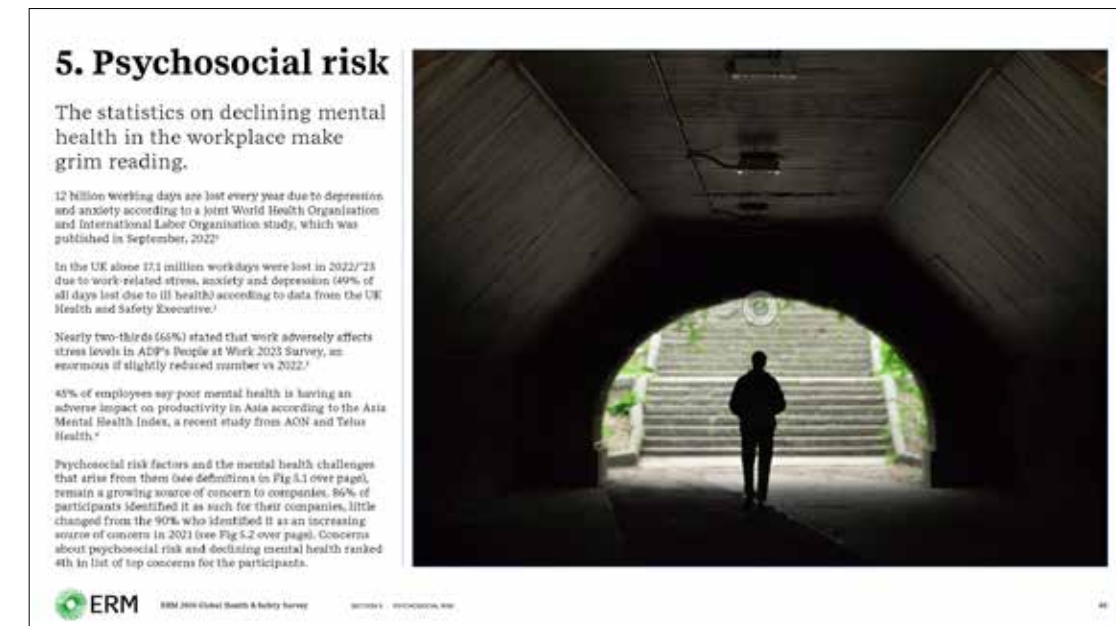 5. Psychosocial risk
The statistics on declining mental
health in the workplace make
grim reading.
12 billion working days are lost every year due to depression
and anxiety according to a joint World Health Organisation
and International Labor Organisation study, which was
published in September, 2022
In the UK alone 17.1 million workdays were lost in 2022/'23
due to work-related stress, anxiety and depression (49% of
all days lost due to ill health) according to data from the UK
Health and Safety Executive.
Nearly two-thirds (65%) stated that work adversely affects
stress levels in ADP's People at Work 2023 Survey, an
enormous if slightly reduced number vs 2022.
45% of employees say poor mental health is having an
adverse impact on productivity in Asia according to the Asia
Mental Health Index, a recent study from AON and Telus
Health.
Psychosocial risk factors and the mental health challenges
that arise from them (see definitions in Fig 5.1 over page),
remain a growing source of concern to companies. 86% of
participants identified it as such for their companies, little
changed from the 90% who identified it as an increasing
source of concern in 2021 (see Fig 5.2 over page). Concerns
about psychosocial risk and declining mental health ranked
4th in list of top concerns for the participants.
ERM
ERM 2024 Global Health & Safety Survey
SECTION 5 PSYCHOSOCIAL RISK